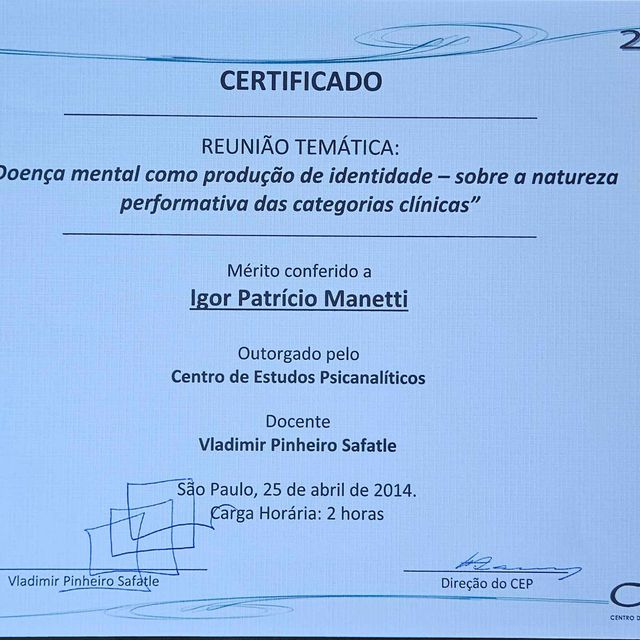 2
CERTIFICADO
REUNIÃO TEMÁTICA:
Doença mental como produção de identidade – sobre a natureza
performativa das categorias clínicas”
Mérito conferido a
Igor Patrício Manetti
Outorgado pelo
Centro de Estudos Psicanalíticos
Docente
Vladimir Pinheiro Safatle
São Paulo, 25 de abril de 2014.
Carga Horária: 2 horas
Vladimir Pinheiro Safatle
Direção do CEP
CENTRO D